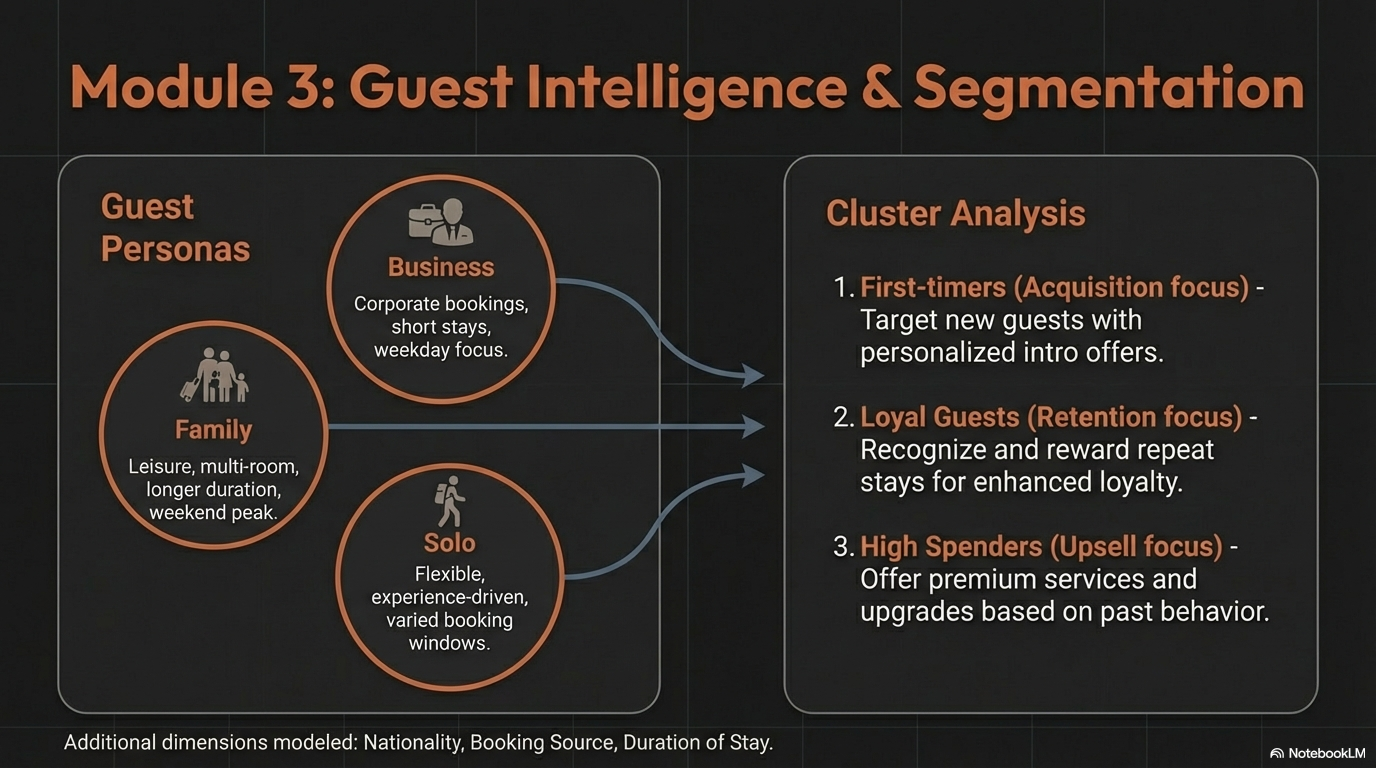 Module 3: Guest Intelligence & Segmentation
Guest
Personas
Business
Corporate bookings,
short stays,
weekday focus.
Family
Leisure, multi-room,
longer duration,
weekend peak.
Solo
Flexible,
experience-driven,
varied booking
windows.
Cluster Analysis
1. First-timers (Acquisition focus) -
Target new guests with
personalized intro offers.
2. Loyal Guests (Retention focus) -
Recognize and reward repeat
stays for enhanced loyalty.
3. High Spenders (Upsell focus) -
Offer premium services and
upgrades based on past behavior.
Additional dimensions modeled: Nationality, Booking Source, Duration of Stay.
NotebookLM